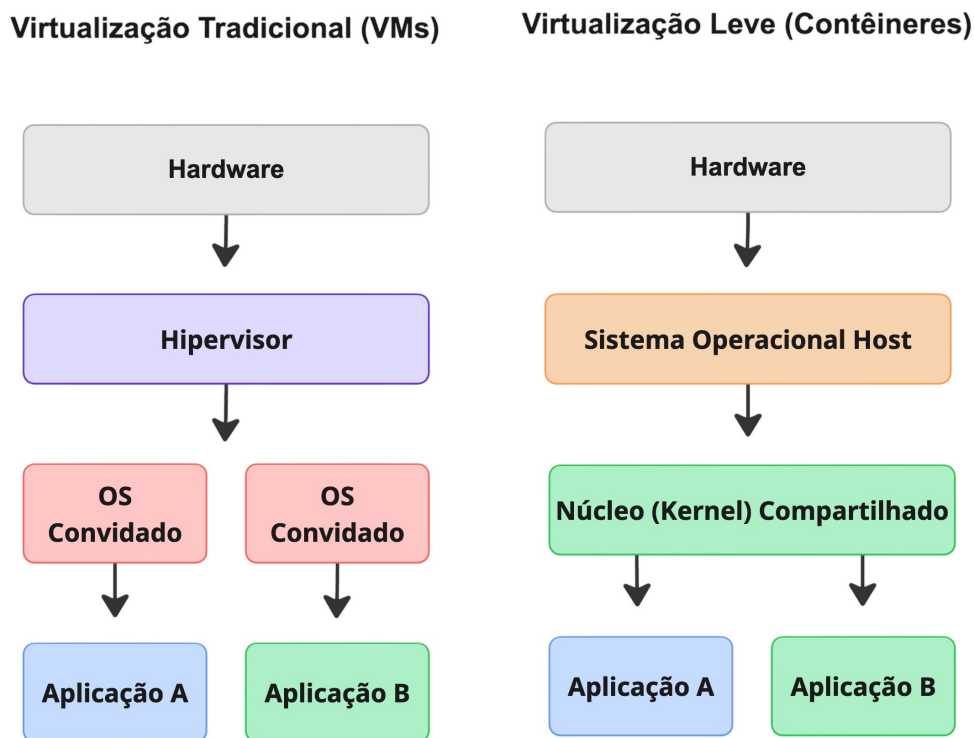 Virtualização Tradicional (VMs)
Hardware
Hipervisor
OS
Convidado
OS
Convidado
Aplicação A
Aplicação B
Virtualização Leve (Contêineres)
Hardware
Sistema Operacional Host
Núcleo (Kernel) Compartilhado
Aplicação A
Aplicação B